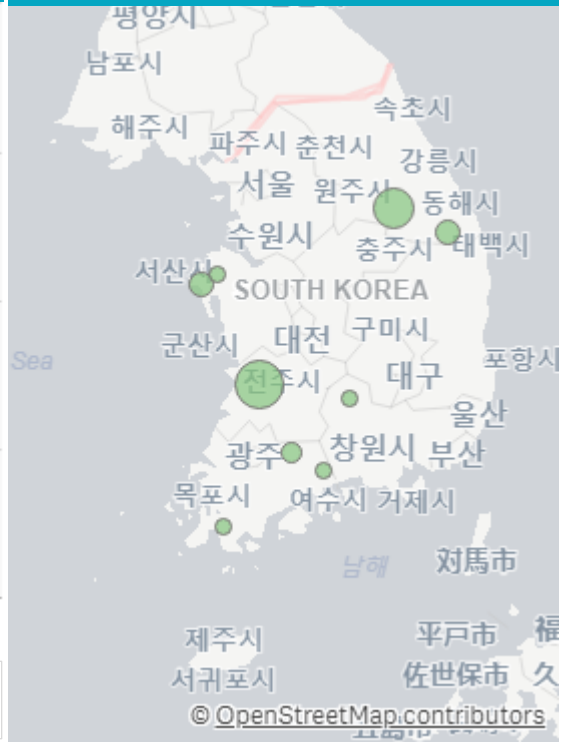 평양시
남포시
속초시
해주시
파주시 춘천시
강릉시
서울 원주시
동해시
수원시
충주시 태백시
서산시
SOUTH KOREA
군산시 대전 구미시
Sea
포항시
전주시 대구
울산
광주 창원시 부산
목포시 여수시 거제시
남해 対馬市
제주시 平戸市 福
서귀포시 佐世保市 久
© OpenStreetMap contributors